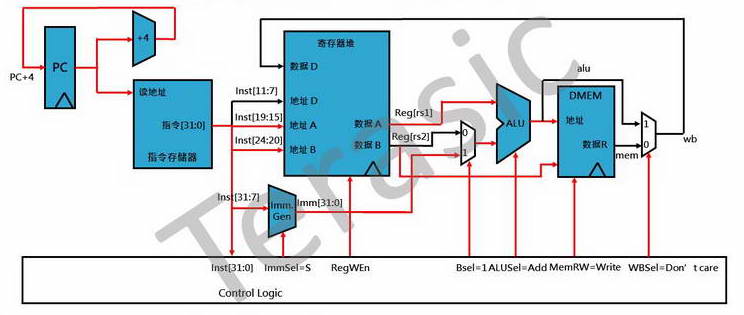 +4
PC
PC+4
读地址
指令[31:0]
指令存储器
寄存器堆
数据 D
Inst[11:7]
地址 D
Inst[19:15]
地址 A
数据 A
Reg[rs1]
Inst[24:20]
地址 B
数据 B
Reg[rs2]
0
1
ALU
alu
DMEM
地址
数据R
mem
1
0
wb
Inst[31:7]
Imm.
Gen
Imm[31:0]
Inst[31:0]
ImmSel=S
RegWEn
Bsel=1
ALUSel=Add
MemRW=Write
WBSel=Don't care
Control Logic
Terasic